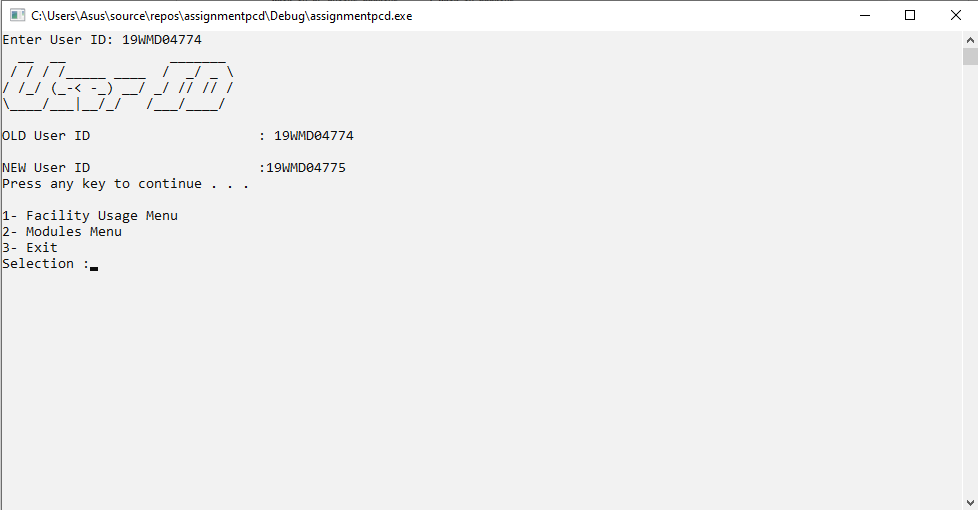 C:\Users\Asus\source\repos\assignmentpcd\Debug\assignmentpcd.exe
Enter User ID: 19WMD04774
   __  __             _______
 / / / /_____ ____  /  _/ _ \
/ /_/ (_-< -_) __/ _/ // // /
\____/___|__/_/   /___/____/
OLD User ID                     : 19WMD04774
NEW User ID                     :19WMD04775
Press any key to continue . . .
1- Facility Usage Menu
2- Modules Menu
3- Exit
Selection :